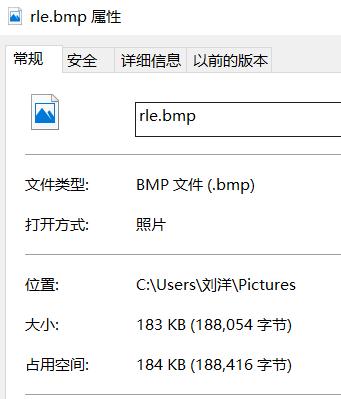 rle.bmp 属性
常规 安全 详细信息 以前的版本
rle.bmp
文件类型: BMP 文件 (.bmp)
打开方式: 照片
位置: C:\Users\刘洋\Pictures
大小: 183 KB (188,054 字节)
占用空间: 184 KB (188,416 字节)